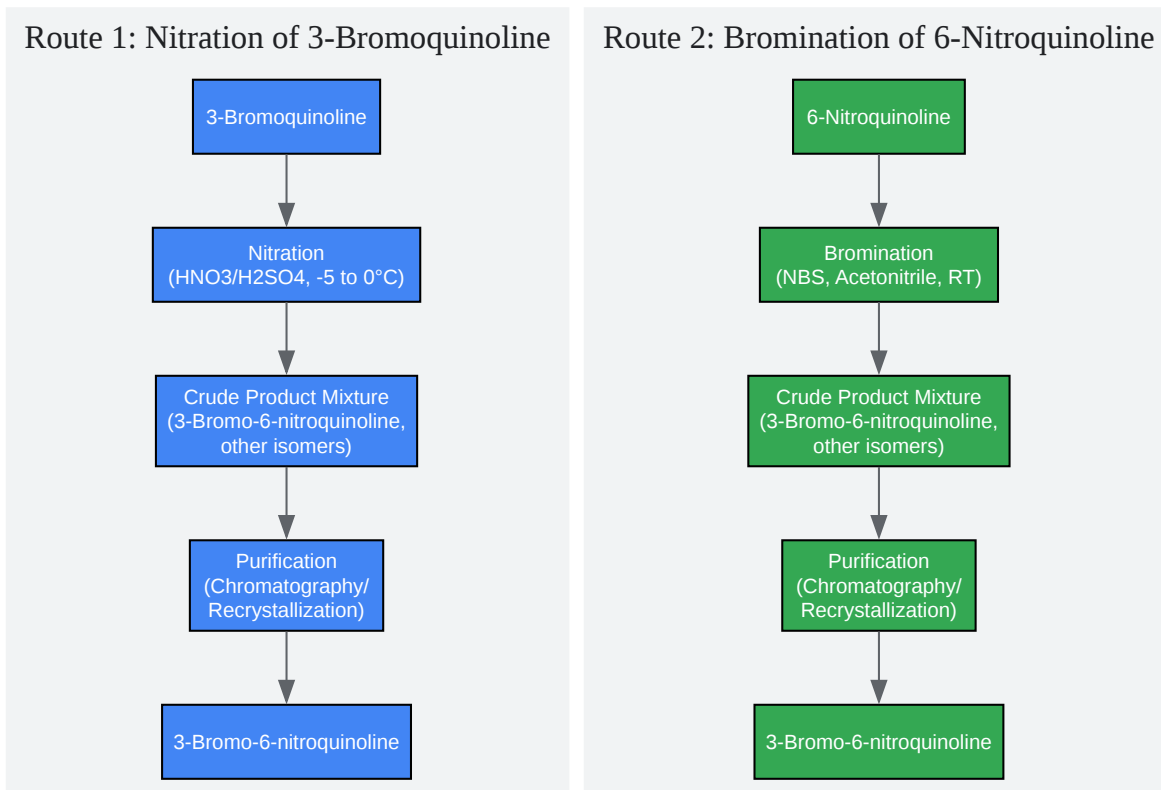 Route 1: Nitration of 3-Bromoquinoline
3-Bromoquinoline
Nitration
(HNO3/H2SO4, -5 to 0°C)
Crude Product Mixture
(3-Bromo-6-nitroquinoline,
other isomers)
Purification
(Chromatography/
Recrystallization)
3-Bromo-6-nitroquinoline
Route 2: Bromination of 6-Nitroquinoline
6-Nitroquinoline
Bromination
(NBS, Acetonitrile, RT)
Crude Product Mixture
(3-Bromo-6-nitroquinoline,
other isomers)
Purification
(Chromatography/
Recrystallization)
3-Bromo-6-nitroquinoline